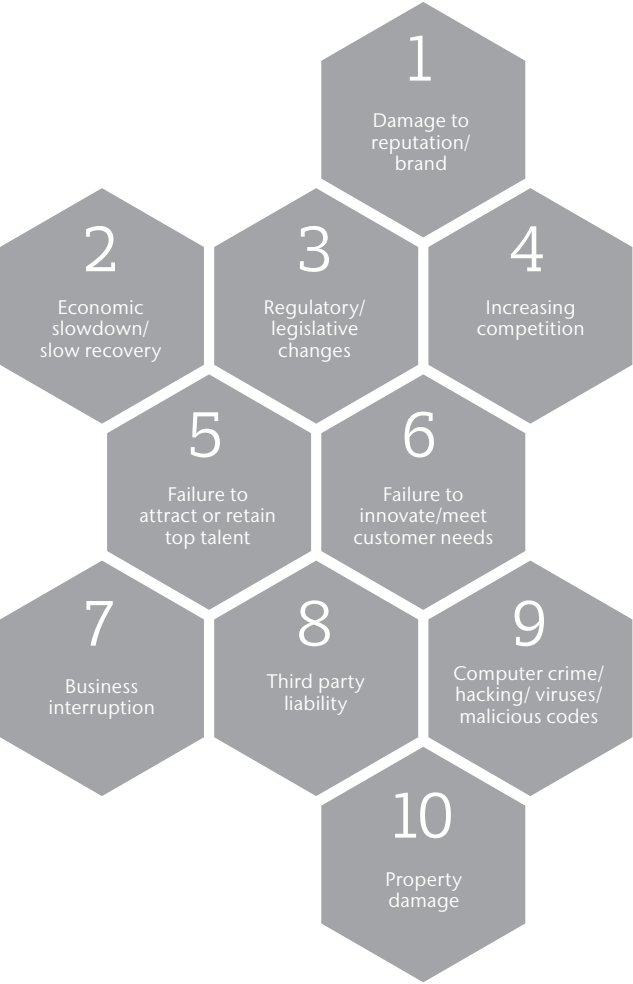 1
Damage to
reputation/
brand
2
Economic
slowdown/
slow recovery
3
Regulatory/
legislative
changes
4
Increasing
competition
5
Failure to
attract or retain
top talent
6
Failure to
innovate/meet
customer needs
7
Business
interruption
8
Third party
liability
9
Computer crime/
hacking/ viruses/
malicious codes
10
Property
damage